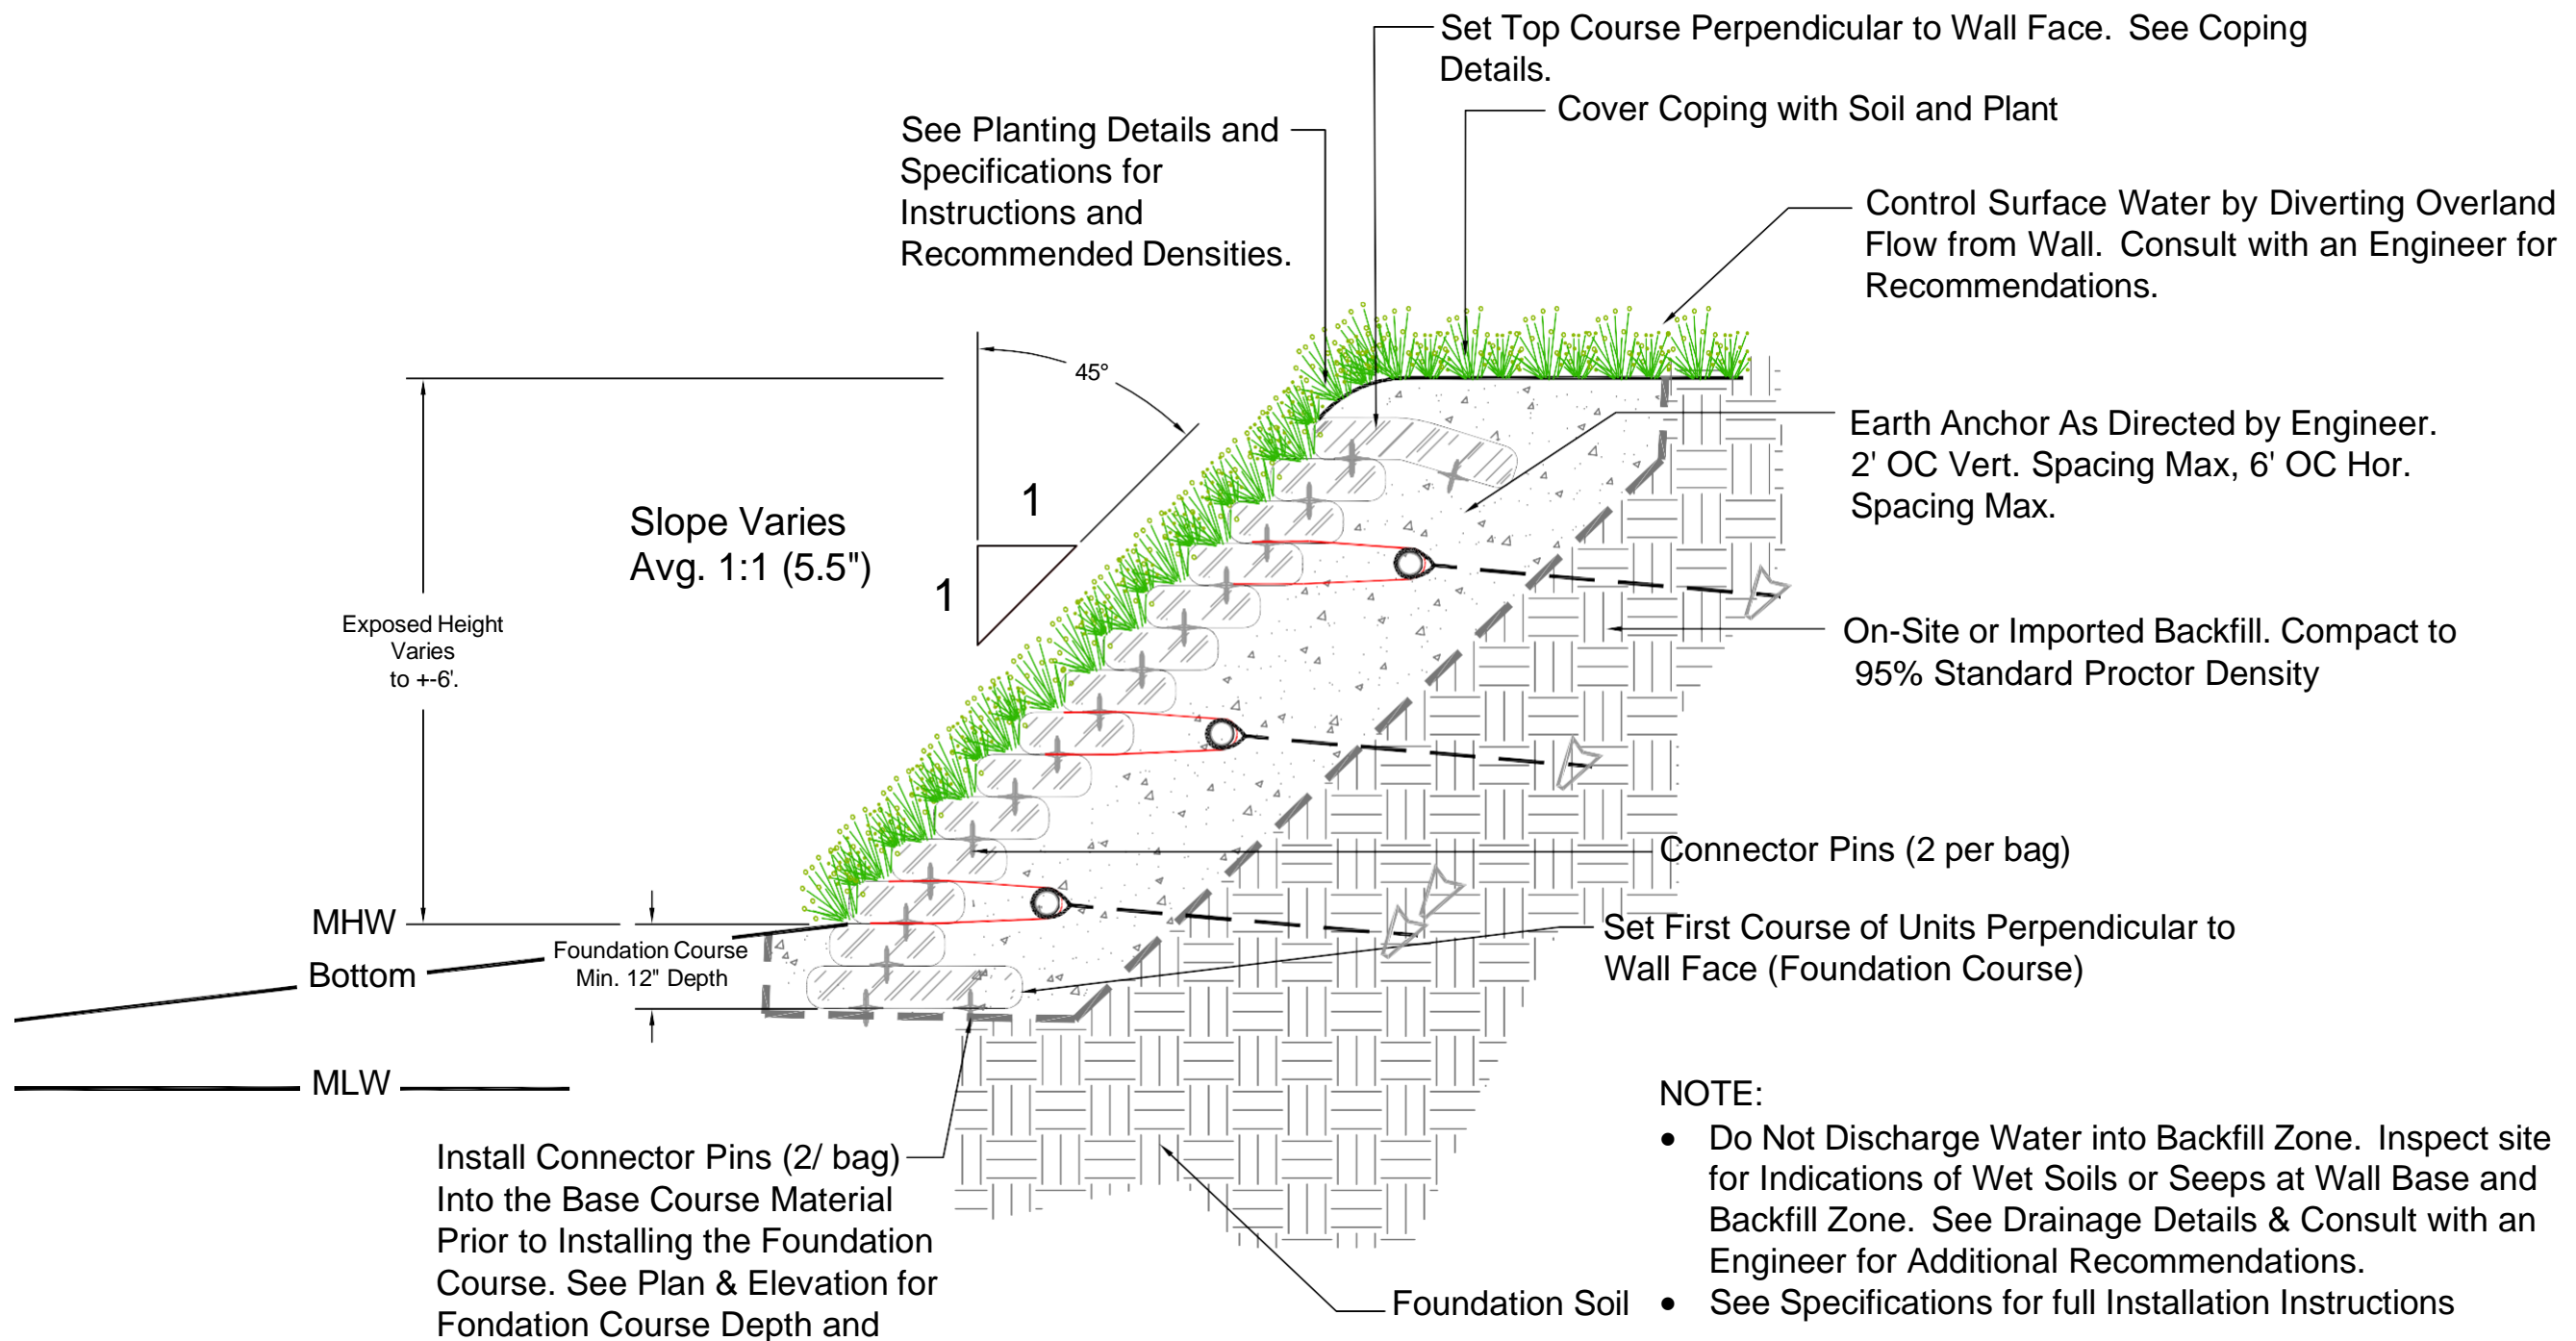 Set Top Course Perpendicular to Wall Face. See Coping
Details.
Cover Coping with Soil and Plant
See Planting Details and
Specifications for
Instructions and
Recommended Densities.
Control Surface Water by Diverting Overland
Flow from Wall. Consult with an Engineer for
Recommendations.
45°
1
1
Slope Varies
Avg. 1:1 (5.5")
Earth Anchor As Directed by Engineer.
2' OC Vert. Spacing Max, 6' OC Hor.
Spacing Max.
Exposed Height
Varies
to +-6'.
On-Site or Imported Backfill. Compact to
95% Standard Proctor Density
Connector Pins (2 per bag)
MHW
Bottom
MLW
Foundation Course
Min. 12" Depth
Set First Course of Units Perpendicular to
Wall Face (Foundation Course)
Install Connector Pins (2/ bag)
Into the Base Course Material
Prior to Installing the Foundation
Course. See Plan & Elevation for
Fondation Course Depth and
Foundation Soil
NOTE:
• Do Not Discharge Water into Backfill Zone. Inspect site
for Indications of Wet Soils or Seeps at Wall Base and
Backfill Zone. See Drainage Details & Consult with an
Engineer for Additional Recommendations.
• See Specifications for full Installation Instructions